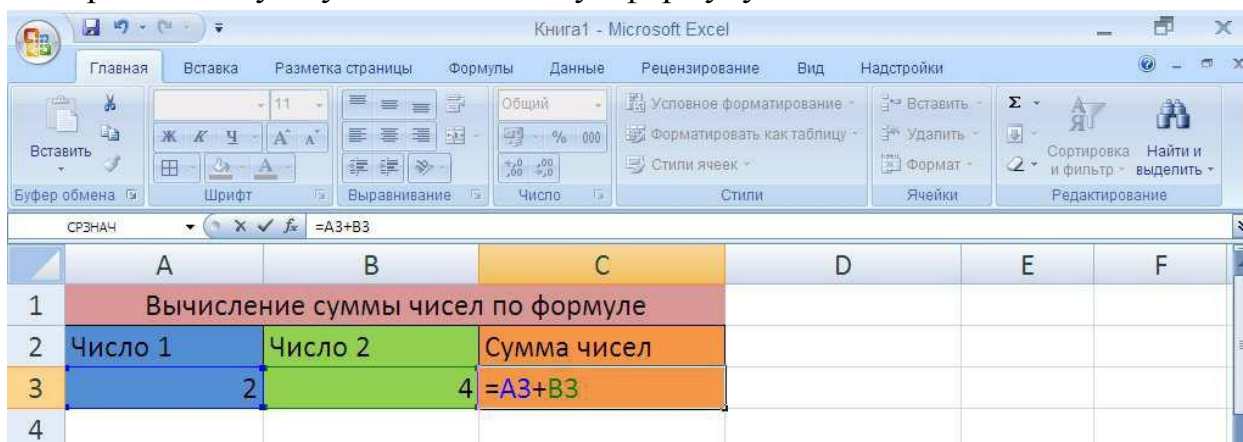 Книга1 - Microsoft Excel
Главная Вставка Разметка страницы Формулы Данные Рецензирование Вид Надстройки
Вставить
Буфер обмена
11
Ж К Ч
Шрифт
Выравнивание
Общий
% 000
Число
Условное форматирование
Форматировать как таблицу
Стили ячеек
Стили
Вставить
Удалить
Формат
Ячейки
Σ
Сортировка и фильтр
Найти и выделить
Редактирование
СРЗНАЧ fx =A3+B3
A B C D E F
1 Вычисление суммы чисел по формуле
2 Число 1 Число 2 Сумма чисел
3 2 4 =A3+B3
4